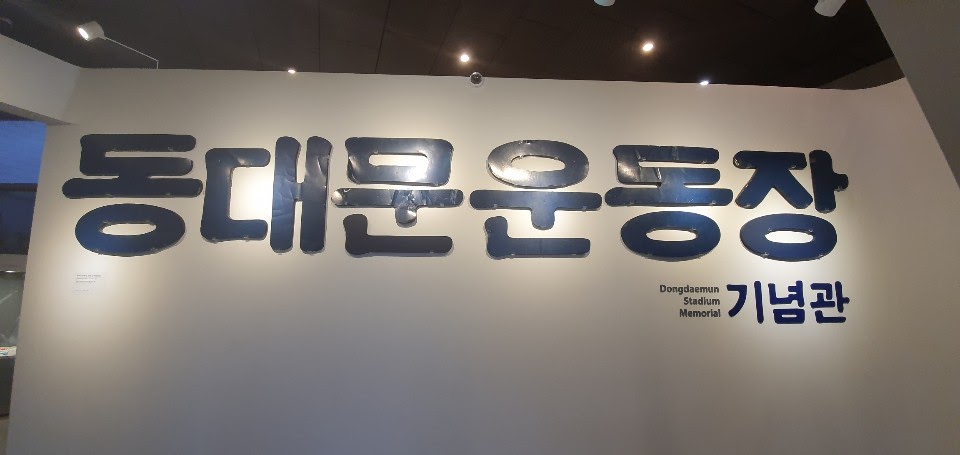 동대문운동장
Dongdaemun
Stadium
Memorial
기념관